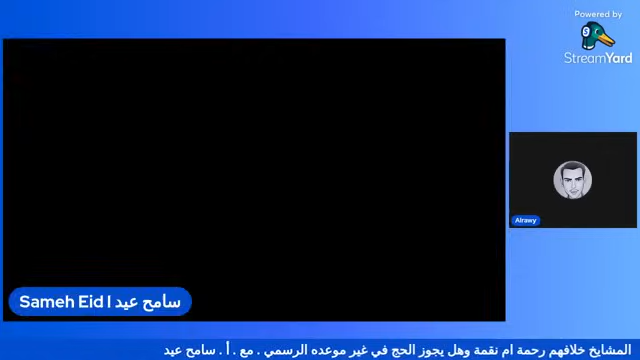 Powered by
StreamYard
Alrawy
Sameh Eid | سامح عيد
المشايخ خلافهم رحمة ام نقمة وهل يجوز الحج في غير موعده الرسمي . مع . أ . سامح عيد